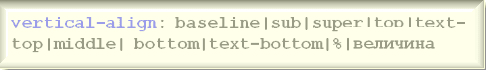 vertical-align: baseline|sub|super|top|text-
top|middle| bottom|text-bottom|%|величина